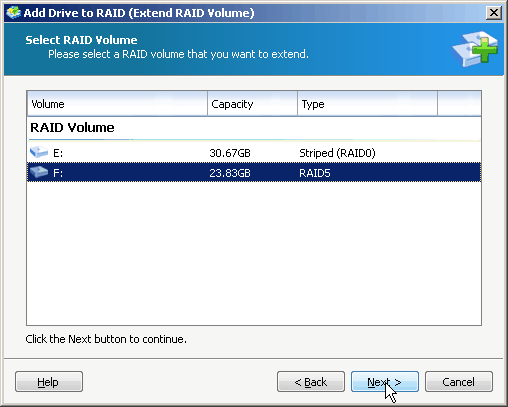 Add Drive to RAID (Extend RAID Volume)
Select RAID Volume
Please select a RAID volume that you want to extend.
Volume Capacity Type
RAID Volume
E: 30.67GB Striped (RAID0)
F: 23.83GB RAID5
Click the Next button to continue.
Help < Back Next > Cancel